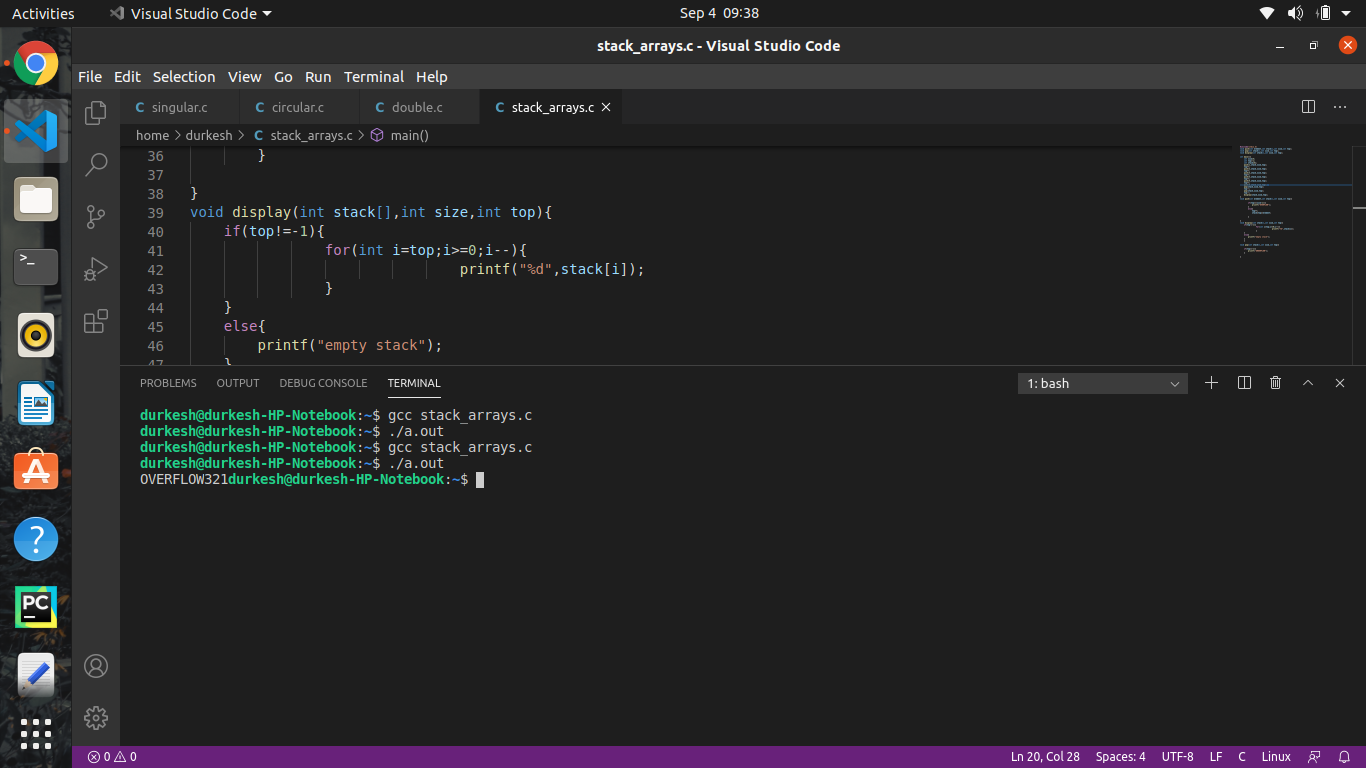 Activities Visual Studio Code Sep 4 09:38
stack_arrays.c - Visual Studio Code
File Edit Selection View Go Run Terminal Help
C singular.c C circular.c C double.c C stack_arrays.c
home > durkesh > C stack_arrays.c > main()
36 }
37
38 }
39 void display(int stack[],int size,int top){
40 if(top!=-1){
41 for(int i=top;i>=0;i--){
42 printf("%d",stack[i]);
43 }
44 }
45 else{
46 printf("empty stack");
47 }
PROBLEMS OUTPUT DEBUG CONSOLE TERMINAL 1: bash
durkesh@durkesh-HP-Notebook:~$ gcc stack_arrays.c
durkesh@durkesh-HP-Notebook:~$ ./a.out
durkesh@durkesh-HP-Notebook:~$ gcc stack_arrays.c
durkesh@durkesh-HP-Notebook:~$ ./a.out
OVERFLOW321durkesh@durkesh-HP-Notebook:~$
>_
?
PC
0 0 Ln 20, Col 28 Spaces: 4 UTF-8 LF C Linux